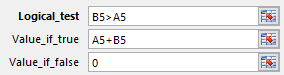 Logical_test B5>A5
Value_if_true A5+B5
Value_if_false 0